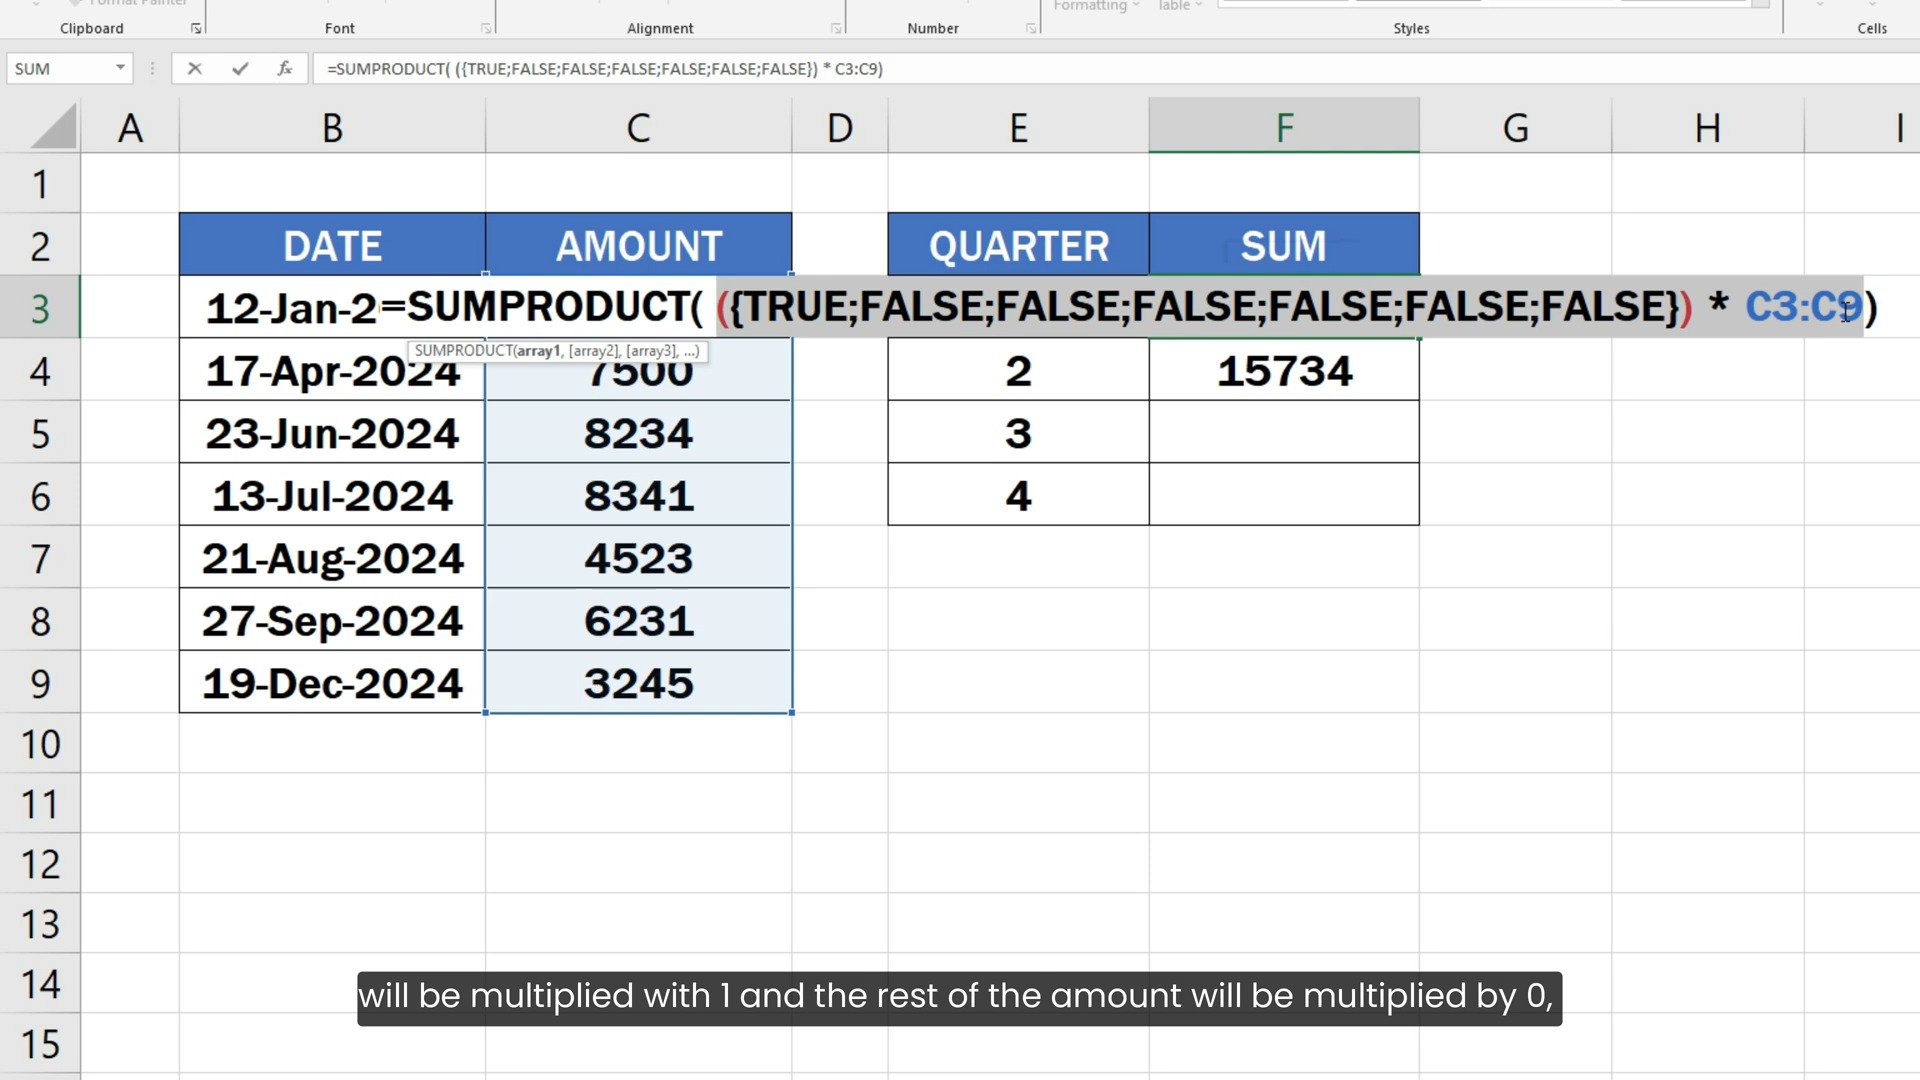 Format Painter
Formatting Table
Clipboard Font Alignment Number Styles Cells
SUM fx =SUMPRODUCT( ({TRUE;FALSE;FALSE;FALSE;FALSE;FALSE;FALSE}) * C3:C9)
A B C D E F G H I
1
2 DATE AMOUNT QUARTER SUM
3 12-Jan-2 =SUMPRODUCT( ({TRUE;FALSE;FALSE;FALSE;FALSE;FALSE;FALSE}) * C3:C9)
SUMPRODUCT(array1, [array2], [array3], ...)
4 17-Apr-2024 7500 2 15734
5 23-Jun-2024 8234 3
6 13-Jul-2024 8341 4
7 21-Aug-2024 4523
8 27-Sep-2024 6231
9 19-Dec-2024 3245
10
11
12
13
14
will be multiplied with 1 and the rest of the amount will be multiplied by 0,
15